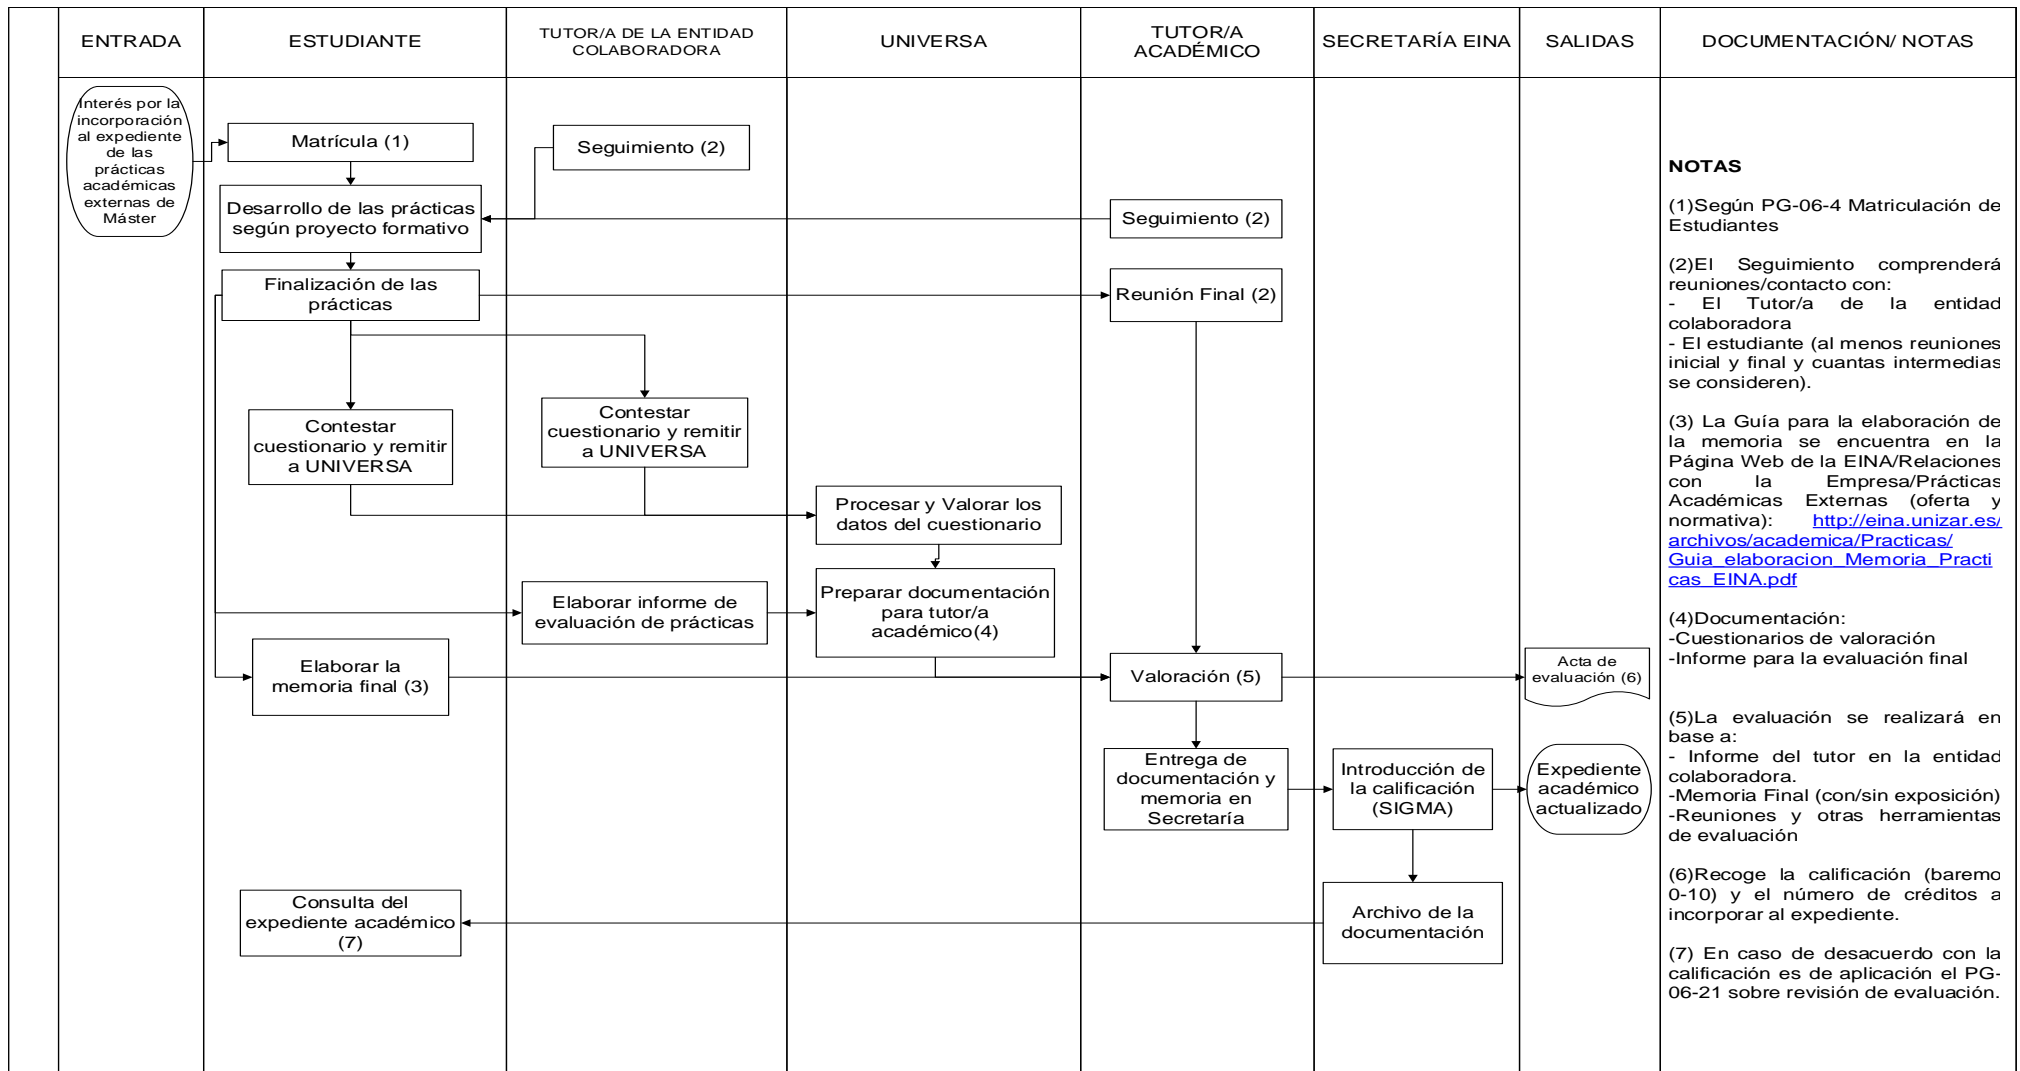 ENTRADA
ESTUDIANTE
TUTOR/A DE LA ENTIDAD
COLABORADORA
UNIVERSA
TUTOR/A
ACADÉMICO
SECRETARÍA EINA
SALIDAS
DOCUMENTACIÓN/ NOTAS
Interés por la
incorporación
al expediente
de las
prácticas
académicas
externas de
Máster
Matrícula (1)
Seguimiento (2)
Desarrollo de las prácticas
según proyecto formativo
Seguimiento (2)
Finalización de las
prácticas
Reunión Final (2)
Contestar
cuestionario y remitir
a UNIVERSA
Contestar
cuestionario y remitir
a UNIVERSA
Procesar y Valorar los
datos del cuestionario
Elaborar informe de
evaluación de prácticas
Preparar documentación
para tutor/a
académico(4)
Elaborar la
memoria final (3)
Valoración (5)
Acta de
evaluación (6)
Entrega de
documentación y
memoria en
Secretaría
Introducción de
la calificación
(SIGMA)
Expediente
académico
actualizado
Consulta del
expediente académico
(7)
Archivo de la
documentación
NOTAS
(1)Según PG-06-4 Matriculación de
Estudiantes
(2)El Seguimiento comprenderá
reuniones/contacto con:
- El Tutor/a de la entidad
colaboradora
- El estudiante (al menos reuniones
inicial y final y cuantas intermedias
se consideren).
(3) La Guía para la elaboración de
la memoria se encuentra en la
Página Web de la EINA/Relaciones
con la Empresa/Prácticas
Académicas Externas (oferta y
normativa): http://eina.unizar.es/
archivos/academica/Practicas/
Guia_elaboracion_Memoria_Practi
cas_EINA.pdf
(4)Documentación:
-Cuestionarios de valoración
-Informe para la evaluación final
(5)La evaluación se realizará en
base a:
- Informe del tutor en la entidad
colaboradora.
-Memoria Final (con/sin exposición)
-Reuniones y otras herramientas
de evaluación
(6)Recoge la calificación (baremo
0-10) y el número de créditos a
incorporar al expediente.
(7) En caso de desacuerdo con la
calificación es de aplicación el PG-
06-21 sobre revisión de evaluación.